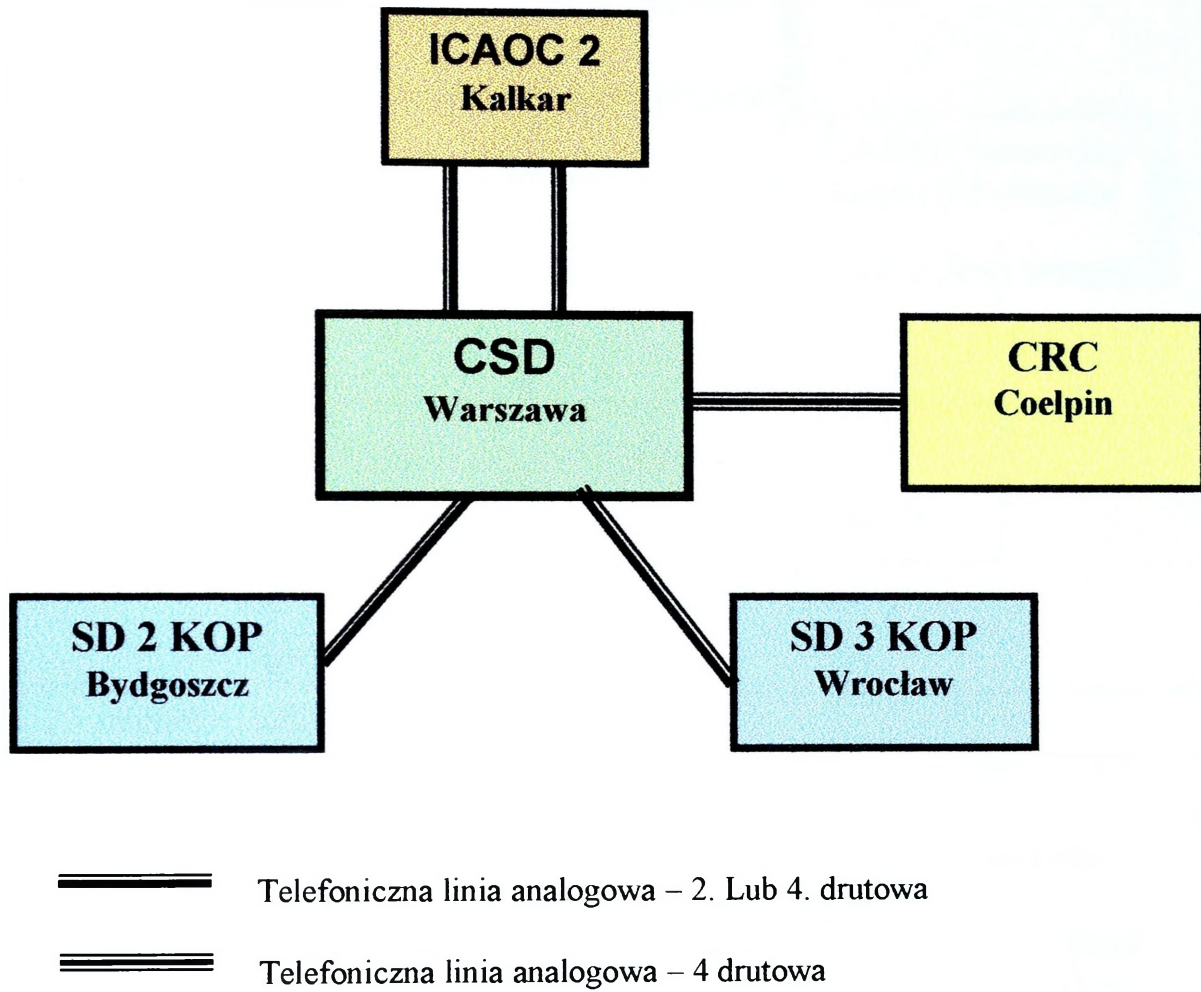 ICAOC 2
Kalkar
CSD
Warszawa
CRC
Coelpin
SD 2 KOP
Bydgoszcz
SD 3 KOP
Wrocław
Telefoniczna linia analogowa – 2. Lub 4. drutowa
Telefoniczna linia analogowa – 4 drutowa